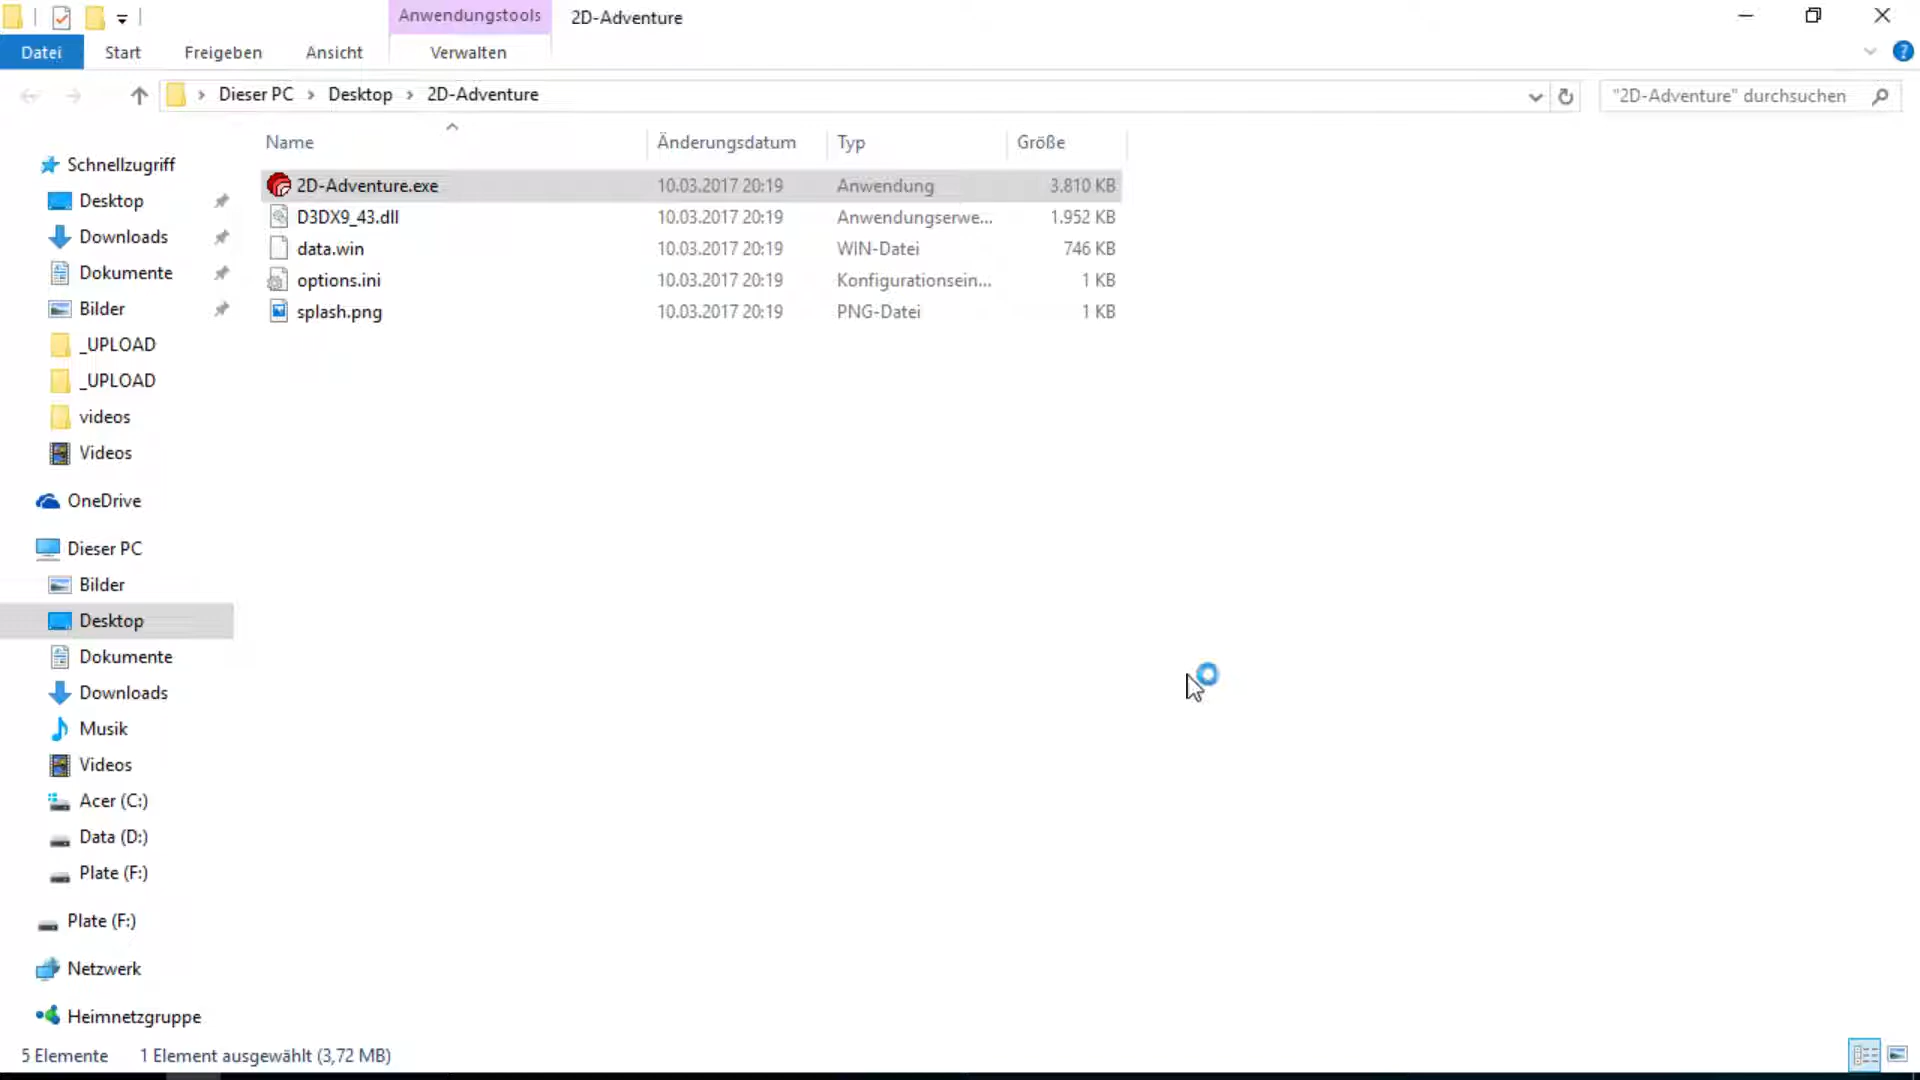 Anwendungstools 2D-Adventure
Datei Start Freigeben Ansicht Verwalten
Dieser PC Desktop 2D-Adventure "2D-Adventure" durchsuchen
Name Änderungsdatum Typ Größe
2D-Adventure.exe 10.03.2017 20:19 Anwendung 3.810 KB
D3DX9_43.dll 10.03.2017 20:19 Anwendungserwe... 1.952 KB
data.win 10.03.2017 20:19 WIN-Datei 746 KB
options.ini 10.03.2017 20:19 Konfigurationsein... 1 KB
splash.png 10.03.2017 20:19 PNG-Datei 1 KB
Schnellzugriff
Desktop
Downloads
Dokumente
Bilder
_UPLOAD
_UPLOAD
videos
Videos
OneDrive
Dieser PC
Bilder
Desktop
Dokumente
Downloads
Musik
Videos
Acer (C:)
Data (D:)
Plate (F:)
Plate (F:)
Netzwerk
Heimnetzgruppe
5 Elemente 1 Element ausgewählt (3,72 MB)